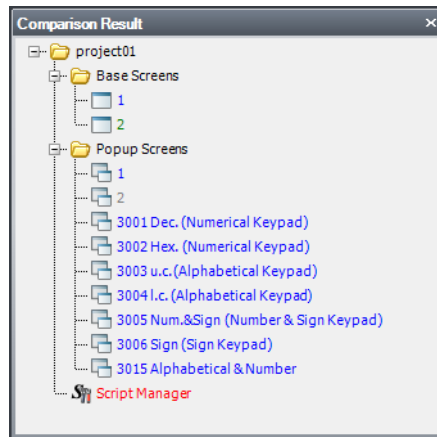 Comparison Result
project01
Base Screens
1
2
Popup Screens
1
2
3001 Dec. (Numerical Keypad)
3002 Hex. (Numerical Keypad)
3003 u.c.(Alphabetical Keypad)
3004 l.c. (Alphabetical Keypad)
3005 Num.&Sign (Number & Sign Keypad)
3006 Sign (Sign Keypad)
3015 Alphabetical & Number
Script Manager